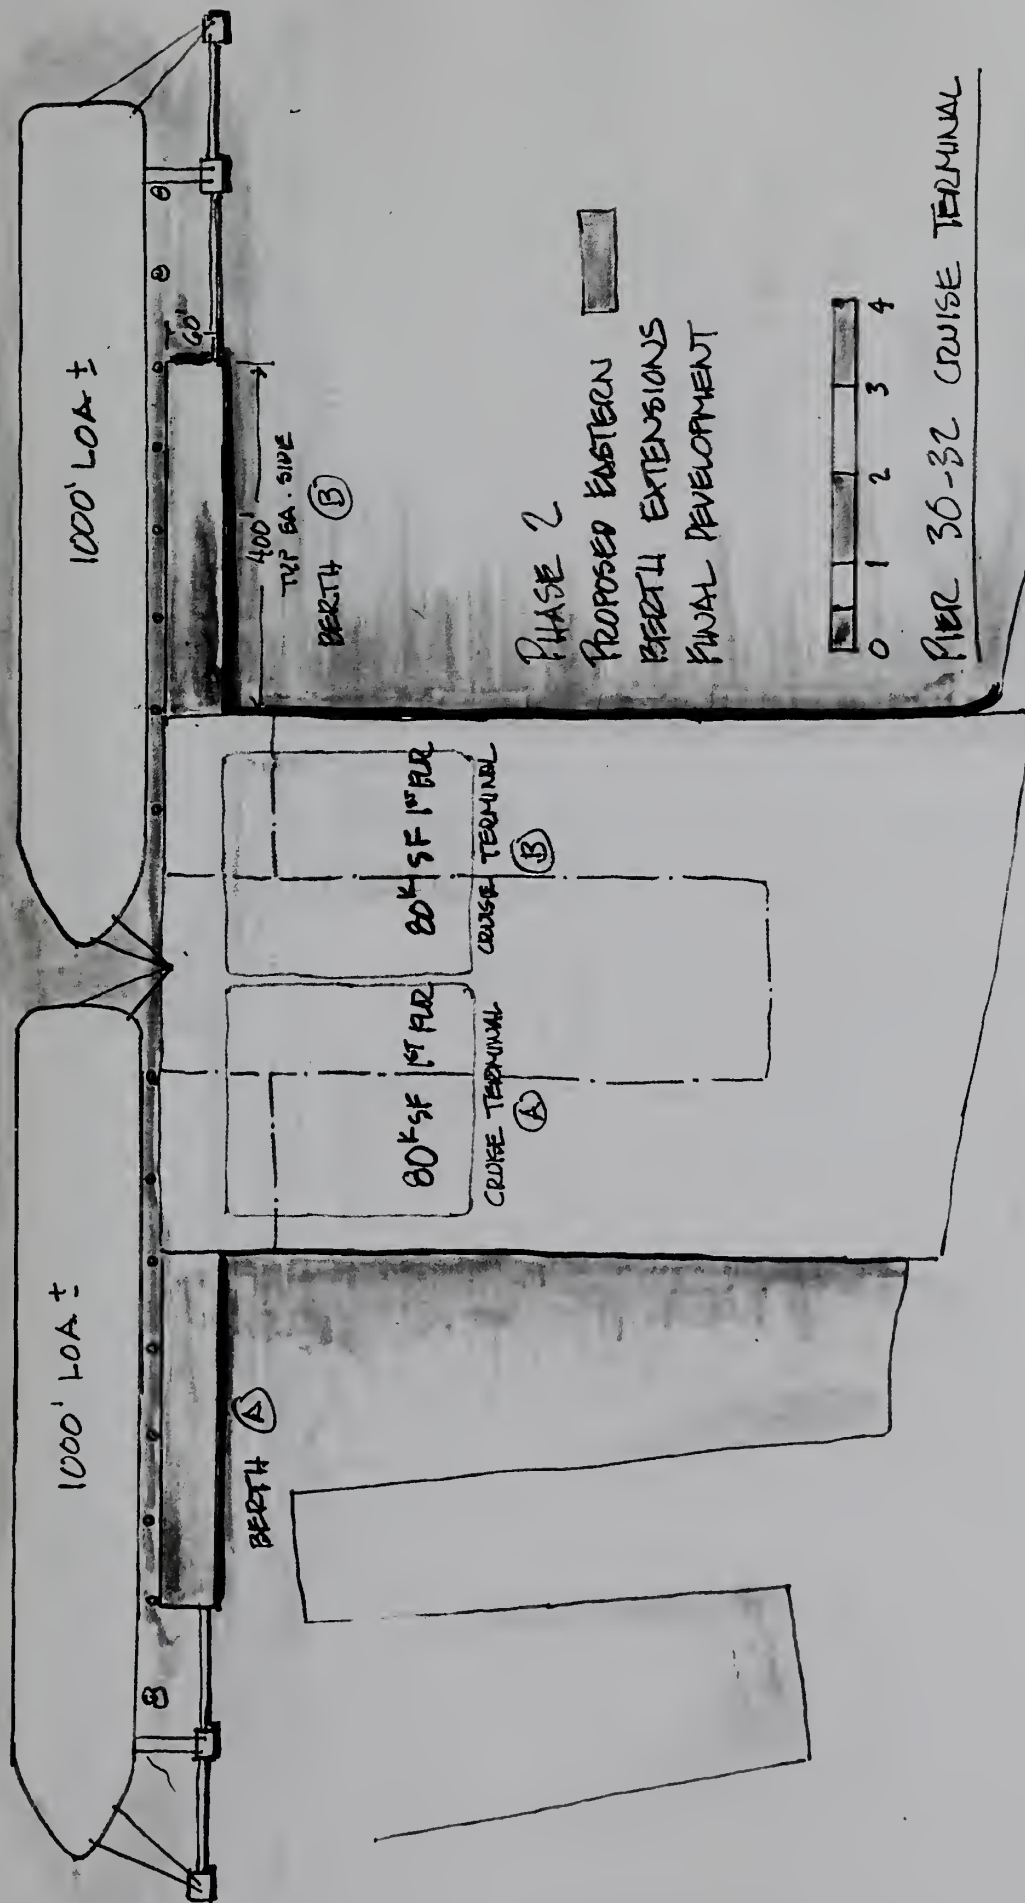 1000' LOA ±
1000' LOA ±
60'
400'
TYP EA. SIDE
BERTH (B)
BERTH (A)
80K SF 1ST FLR
CRUISE TERMINAL
(A)
80K SF 1ST FLR
CRUISE TERMINAL
(B)
PHASE 2
PROPOSED EASTERN
BERTH EXTENSIONS
FINAL DEVELOPMENT
0 1 2 3 4
PIER 30-32 CRUISE TERMINAL